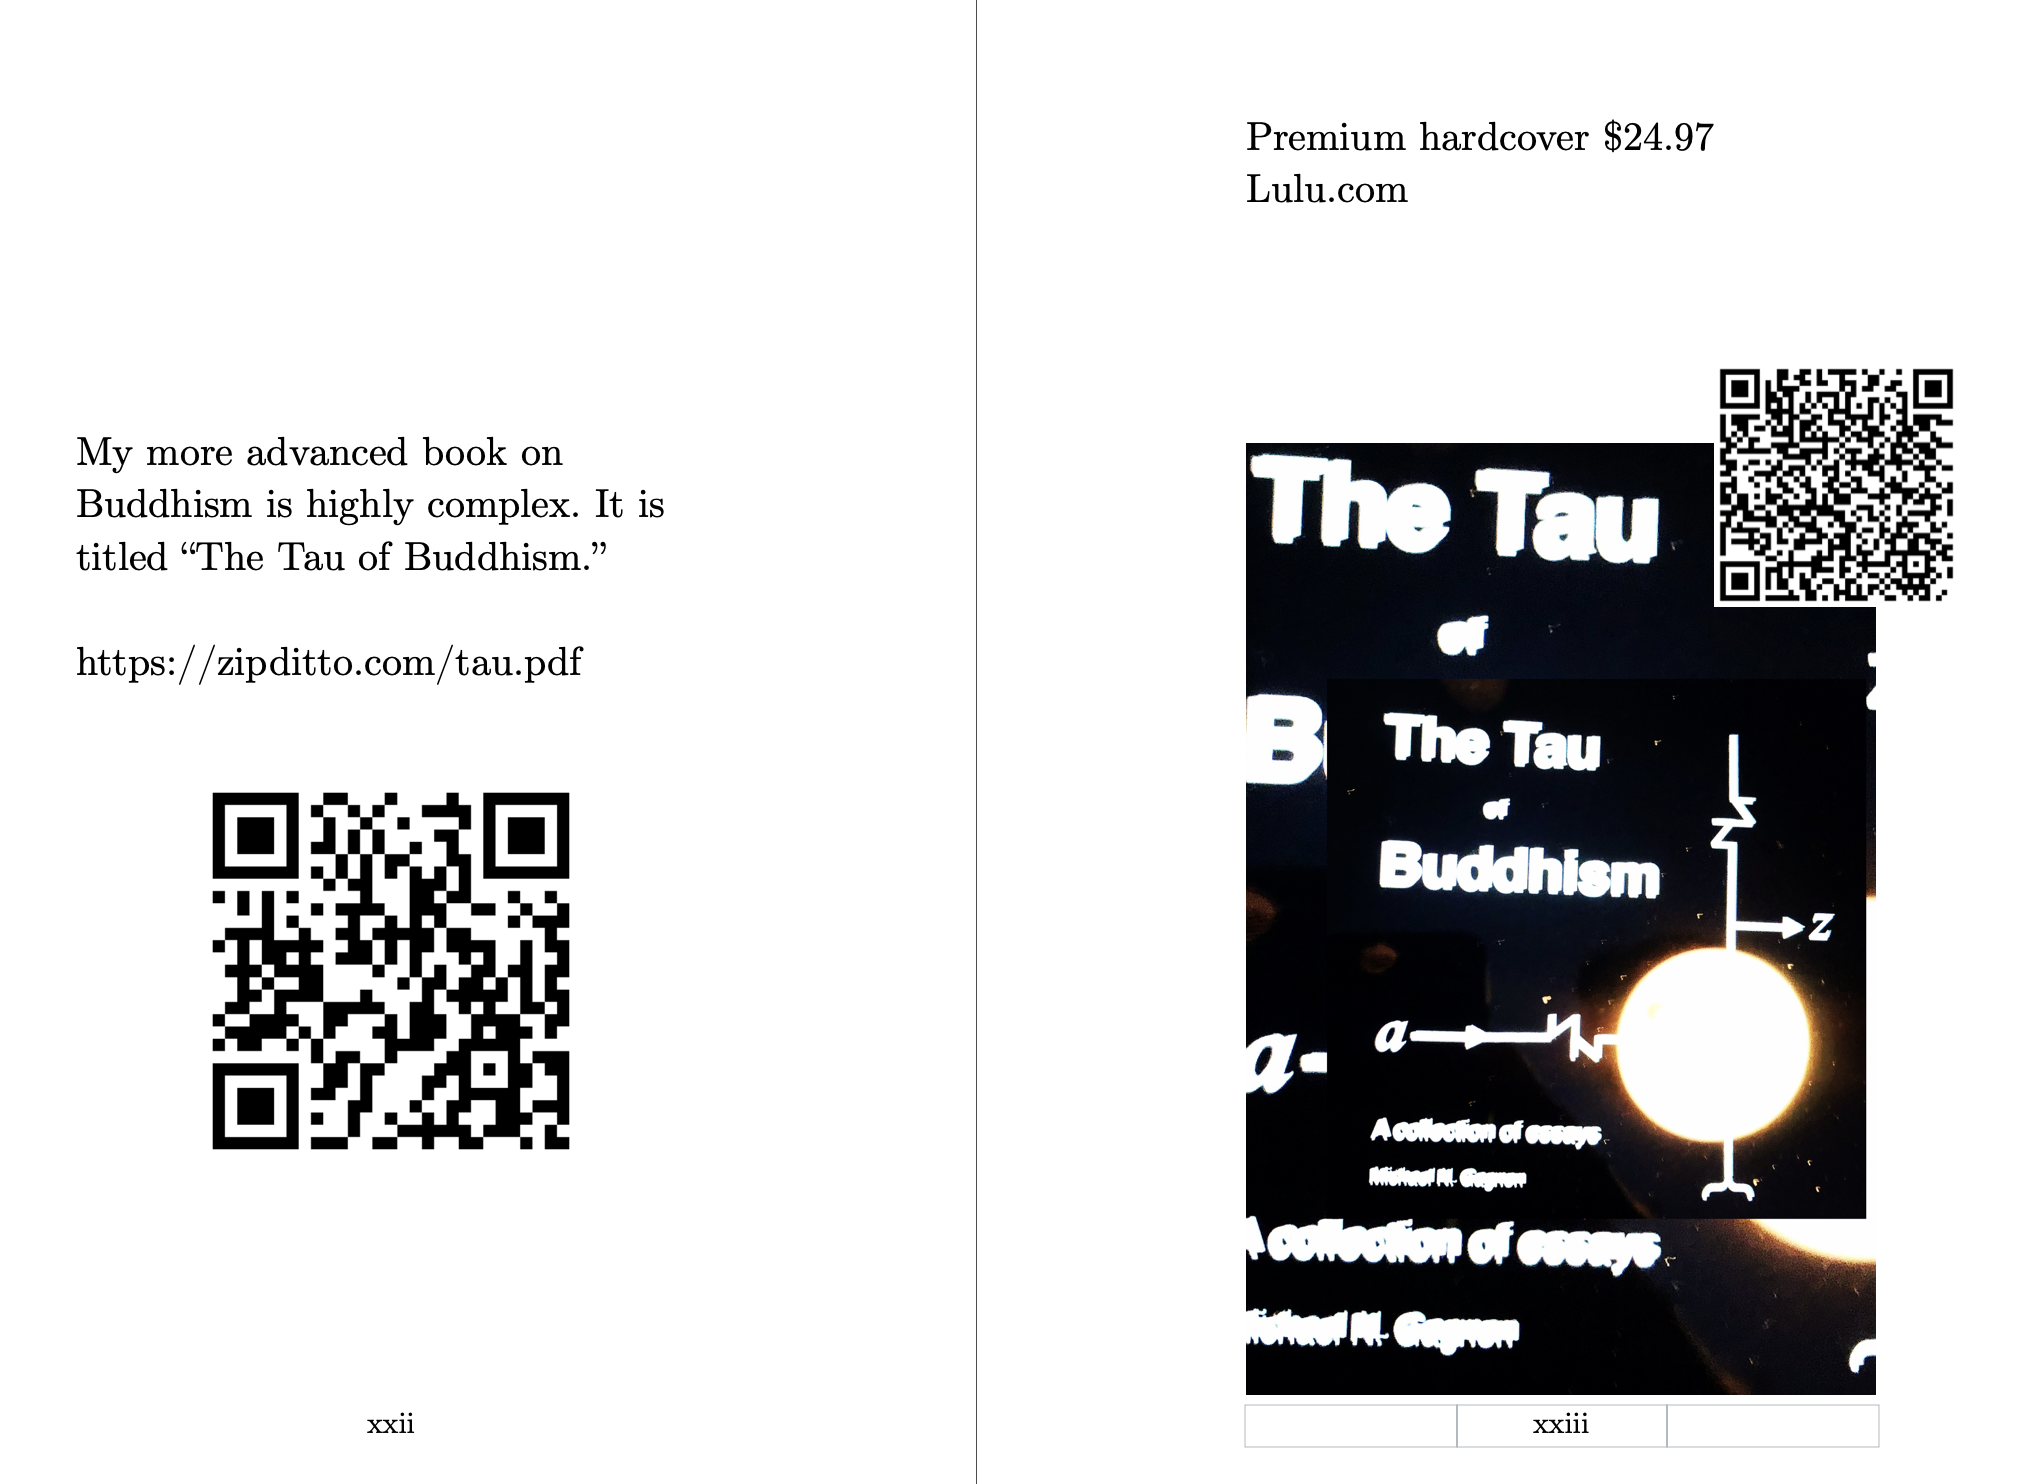 My more advanced book on
Buddhism is highly complex. It is
titled “The Tau of Buddhism.”
https://zipditto.com/tau.pdf
xxii
Premium hardcover $24.97
Lulu.com
The Tau
of
B
The Tau
of
Buddhism
z
a
a
A collection of essays
Michael N. Gagnon
A collection of essays
Michael N. Gagnon
xxiii